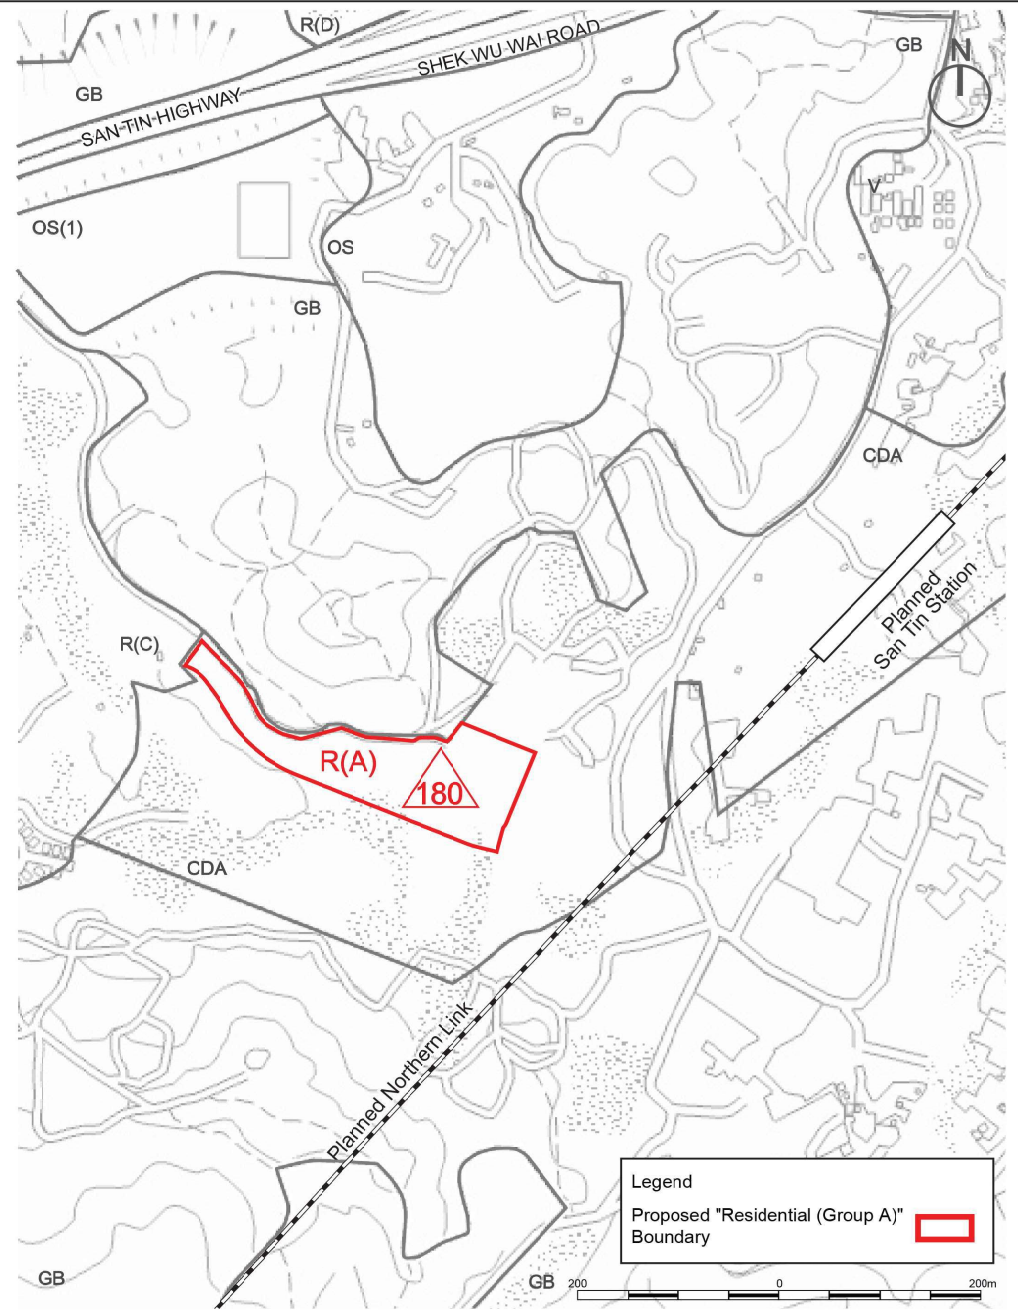 R(D)
SHEK WU WAI ROAD
GB
N
GB
SAN TIN HIGHWAY
V
OS(1)
OS
GB
CDA
Planned
San Tin Station
R(C)
R(A)
180
CDA
Planned Northern Link
Legend
Proposed "Residential (Group A)"
Boundary
GB
GB
200 0 200m